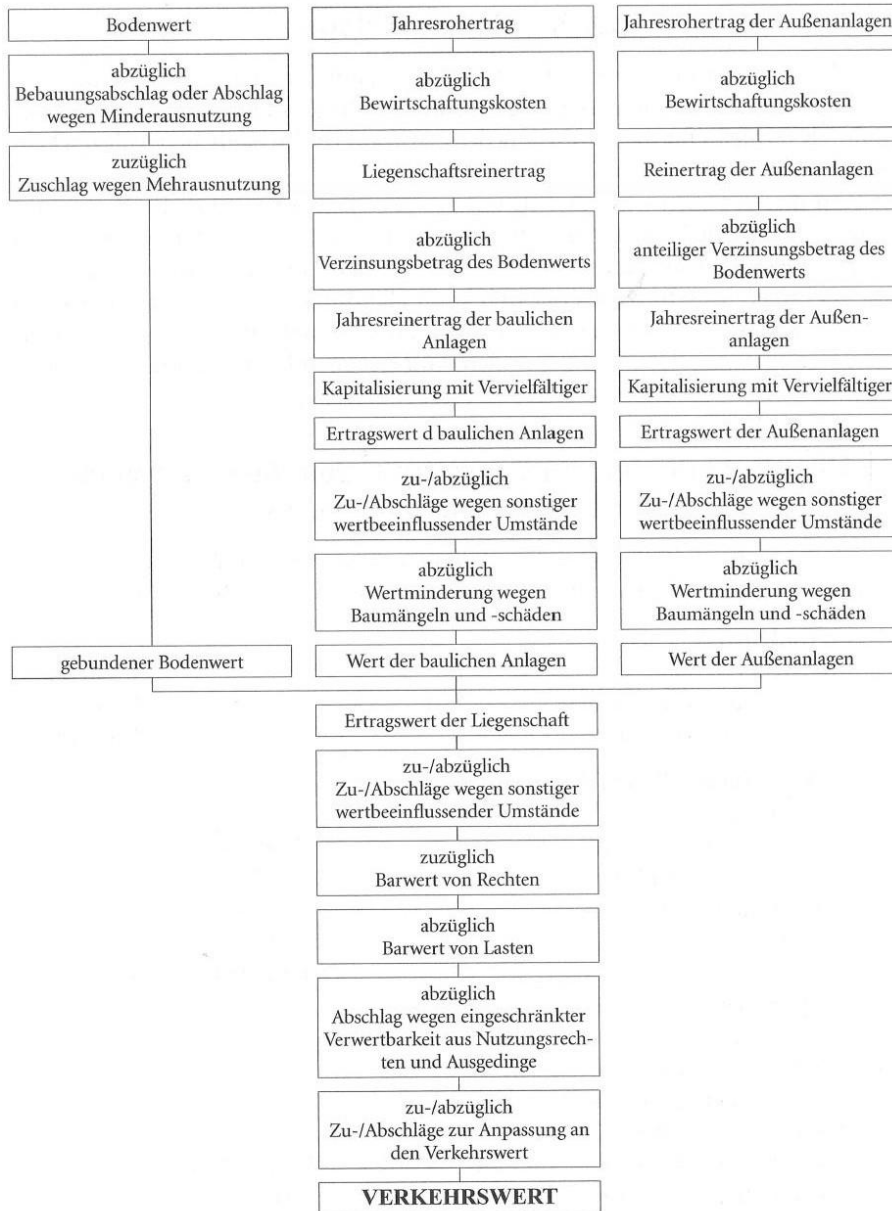 Bodenwert
abzüglich
Bebauungsabschlag oder Abschlag
wegen Minderausnutzung
zuzüglich
Zuschlag wegen Mehrausnutzung
gebundener Bodenwert
Jahresrohertrag
abzüglich
Bewirtschaftungskosten
Liegenschaftsreinertrag
abzüglich
Verzinsungsbetrag des Bodenwerts
Jahresreinertrag der baulichen
Anlagen
Kapitalisierung mit Vervielfältiger
Ertragswert d baulichen Anlagen
zu-/abzüglich
Zu-/Abschläge wegen sonstiger
wertbeeinflussender Umstände
abzüglich
Wertminderung wegen
Baumängeln und -schäden
Wert der baulichen Anlagen
Jahresrohertrag der Außenanlagen
abzüglich
Bewirtschaftungskosten
Reinertrag der Außenanlagen
abzüglich
anteiliger Verzinsungsbetrag des
Bodenwerts
Jahresreinertrag der Außen-
anlagen
Kapitalisierung mit Vervielfältiger
Ertragswert der Außenanlagen
zu-/abzüglich
Zu-/Abschläge wegen sonstiger
wertbeeinflussender Umstände
abzüglich
Wertminderung wegen
Baumängeln und -schäden
Wert der Außenanlagen
Ertragswert der Liegenschaft
zu-/abzüglich
Zu-/Abschläge wegen sonstiger
wertbeeinflussender Umstände
zuzüglich
Barwert von Rechten
abzüglich
Barwert von Lasten
abzüglich
Abschlag wegen eingeschränkter
Verwertbarkeit aus Nutzungsrech-
ten und Ausgedinge
zu-/abzüglich
Zu-/Abschläge zur Anpassung an
den Verkehrswert
VERKEHRSWERT